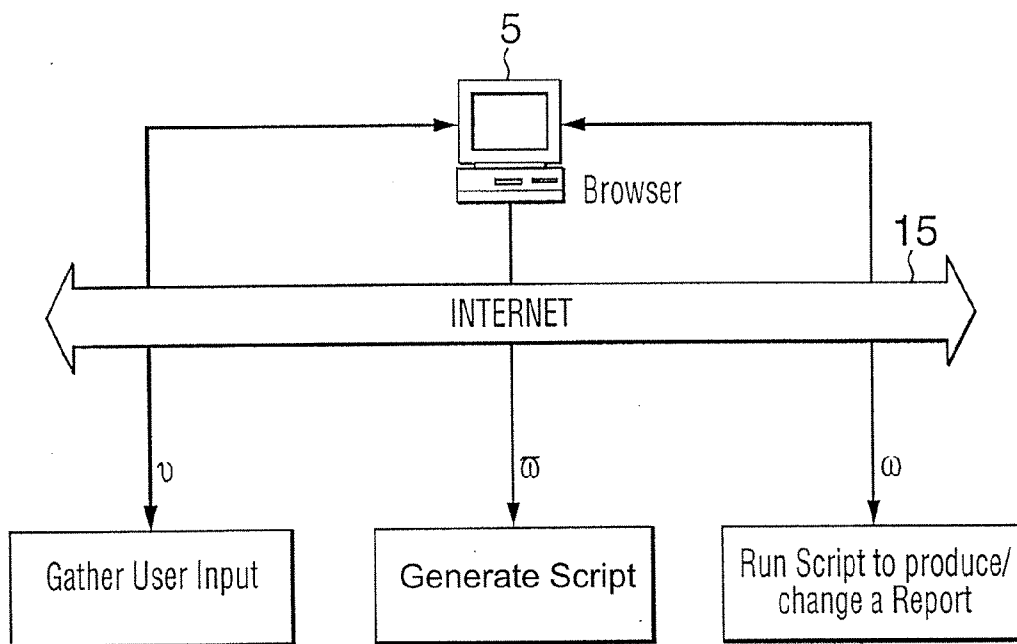 5
Browser
15
INTERNET
υ
ϖ
ω
Gather User Input
Generate Script
Run Script to produce/
change a Report